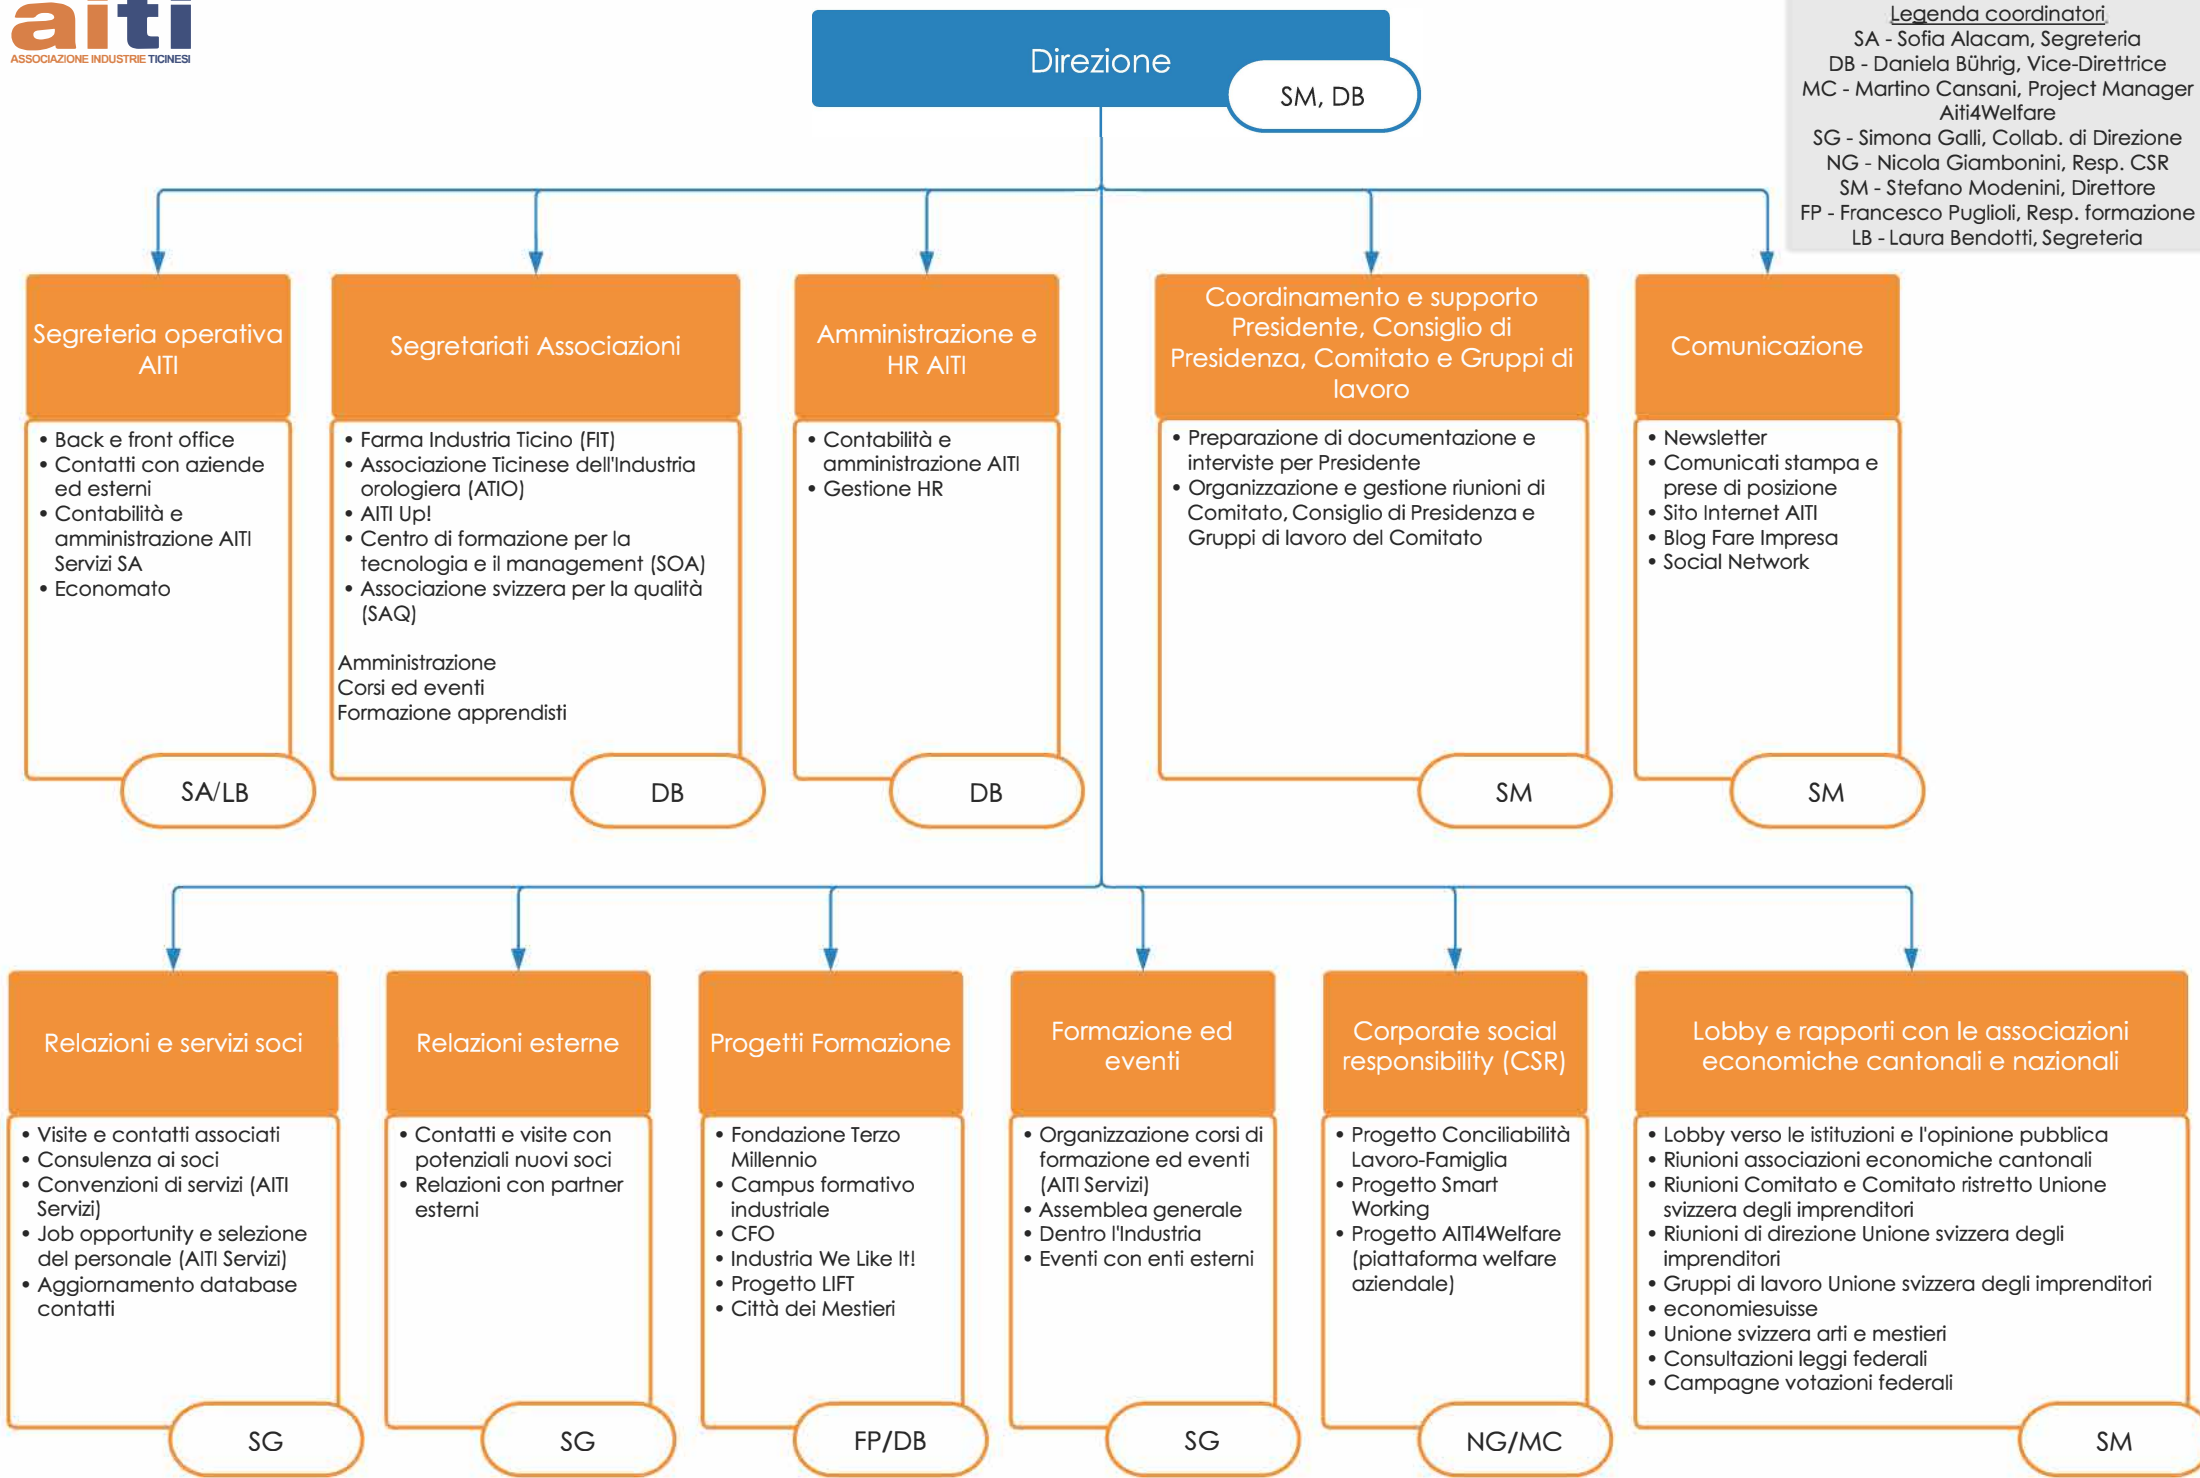 aiti
ASSOCIAZIONE INDUSTRIE TICINESI
Direzione
SM, DB
Legenda coordinatori
SA - Sofia Alacam, Segreteria
DB - Daniela Bührig, Vice-Direttrice
MC - Martino Cansani, Project Manager
Aiti4Welfare
SG - Simona Galli, Collab. di Direzione
NG - Nicola Giambonini, Resp. CSR
SM - Stefano Modenini, Direttore
FP - Francesco Puglioli, Resp. formazione
LB - Laura Bendotti, Segreteria
Segreteria operativa
AITI
• Back e front office
• Contatti con aziende
ed esterni
• Contabilità e
amministrazione AITI
Servizi SA
• Economato
SA/LB
Segretariati Associazioni
• Farma Industria Ticino (FIT)
• Associazione Ticinese dell'Industria
orologiera (ATIO)
• AITI Up!
• Centro di formazione per la
tecnologia e il management (SOA)
• Associazione svizzera per la qualità
(SAQ)
Amministrazione
Corsi ed eventi
Formazione apprendisti
DB
Amministrazione e
HR AITI
• Contabilità e
amministrazione AITI
• Gestione HR
DB
Coordinamento e supporto
Presidente, Consiglio di
Presidenza, Comitato e Gruppi di
lavoro
• Preparazione di documentazione e
interviste per Presidente
• Organizzazione e gestione riunioni di
Comitato, Consiglio di Presidenza e
Gruppi di lavoro del Comitato
SM
Comunicazione
• Newsletter
• Comunicati stampa e
prese di posizione
• Sito Internet AITI
• Blog Fare Impresa
• Social Network
SM
Relazioni e servizi soci
• Visite e contatti associati
• Consulenza ai soci
• Convenzioni di servizi (AITI
Servizi)
• Job opportunity e selezione
del personale (AITI Servizi)
• Aggiornamento database
contatti
SG
Relazioni esterne
• Contatti e visite con
potenziali nuovi soci
• Relazioni con partner
esterni
SG
Progetti Formazione
• Fondazione Terzo
Millennio
• Campus formativo
industriale
• CFO
• Industria We Like It!
• Progetto LIFT
• Città dei Mestieri
FP/DB
Formazione ed
eventi
• Organizzazione corsi di
formazione ed eventi
(AITI Servizi)
• Assemblea generale
• Dentro l'Industria
• Eventi con enti esterni
SG
Corporate social
responsibility (CSR)
• Progetto Conciliabilità
Lavoro-Famiglia
• Progetto Smart
Working
• Progetto AITI4Welfare
(piattaforma welfare
aziendale)
NG/MC
Lobby e rapporti con le associazioni
economiche cantonali e nazionali
• Lobby verso le istituzioni e l'opinione pubblica
• Riunioni associazioni economiche cantonali
• Riunioni Comitato e Comitato ristretto Unione
svizzera degli imprenditori
• Riunioni di direzione Unione svizzera degli
imprenditori
• Gruppi di lavoro Unione svizzera degli imprenditori
• economiesuisse
• Unione svizzera arti e mestieri
• Consultazioni leggi federali
• Campagne votazioni federali
SM